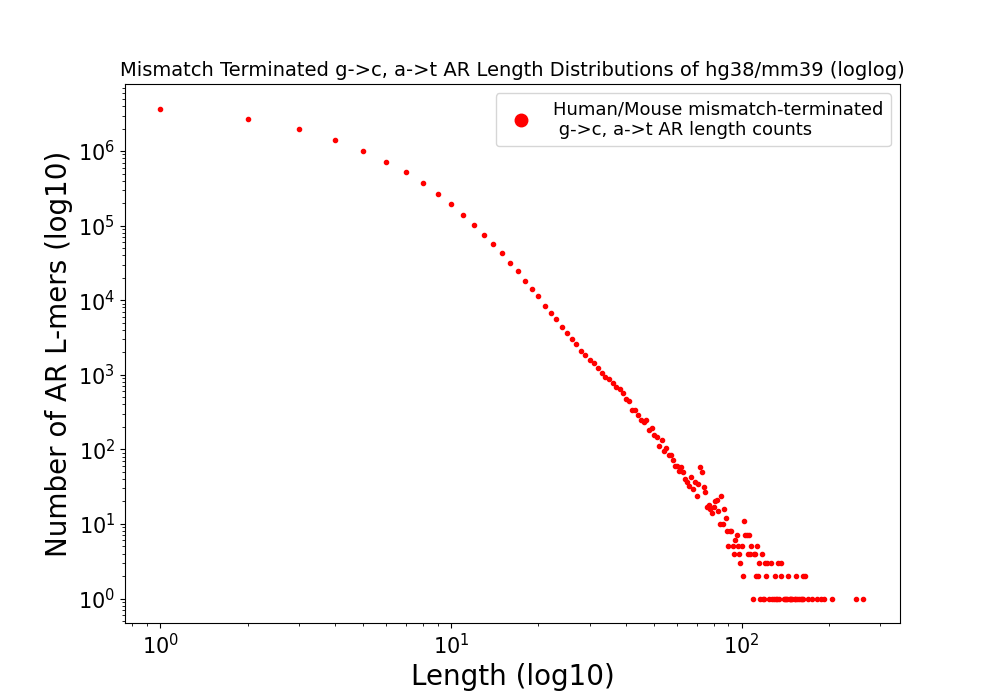 Mismatch Terminated g->c, a->t AR Length Distributions of hg38/mm39 (loglog)
Human/Mouse mismatch-terminated
g->c, a->t AR length counts
Number of AR L-mers (log10)
10^6
10^5
10^4
10^3
10^2
10^1
10^0
10^0 10^1 10^2
Length (log10)